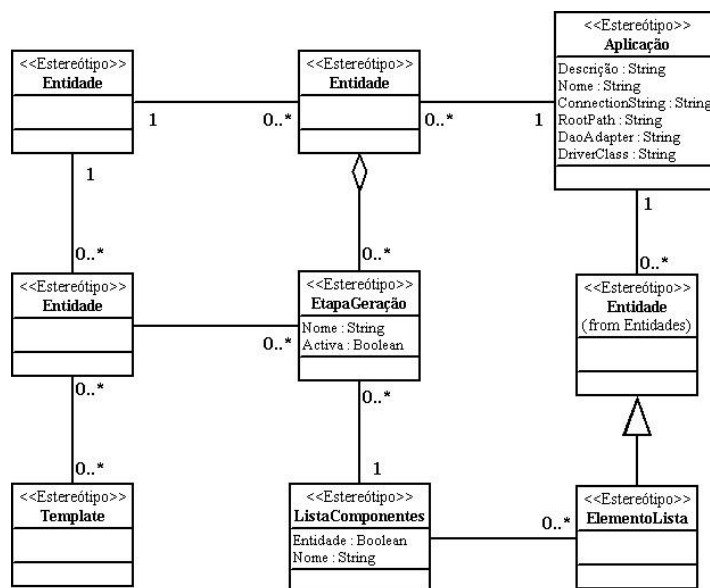 <<Estereótipo>>
Entidade
<<Estereótipo>>
Entidade
<<Estereótipo>>
Aplicação
Descrição : String
Nome : String
ConnectionString : String
RootPath : String
DaoAdapter : String
DriverClass : String
1
0..*
0..*
1
1
0..*
0..*
1
0..*
<<Estereótipo>>
Entidade
<<Estereótipo>>
EtapaGeração
Nome : String
Activa : Boolean
<<Estereótipo>>
Entidade
(from Entidades)
0..*
0..*
0..*
0..*
1
<<Estereótipo>>
Template
<<Estereótipo>>
ListaComponentes
Entidade : Boolean
Nome : String
0..*
<<Estereótipo>>
ElementoLista